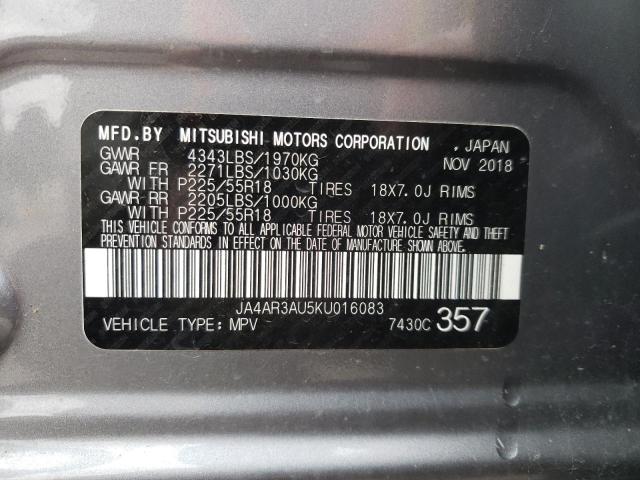 MFD.BY MITSUBISHI MOTORS CORPORATION , JAPAN
GVWR 4343LBS/1970KG NOV 2018
GAWR FR 2271LBS/1030KG
WITH P225/55R18 TIRES 18X7.0J RIMS
GAWR RR 2205LBS/1000KG
WITH P225/55R18 TIRES 18X7.0J RIMS
THIS VEHICLE CONFORMS TO ALL APPLICABLE FEDERAL MOTOR VEHICLE SAFETY AND THEFT
PREVENTION STANDARDS IN EFFECT ON THE DATE OF MANUFACTURE SHOWN ABOVE.
JA4AR3AU5KU016083
VEHICLE TYPE: MPV 7430C 357